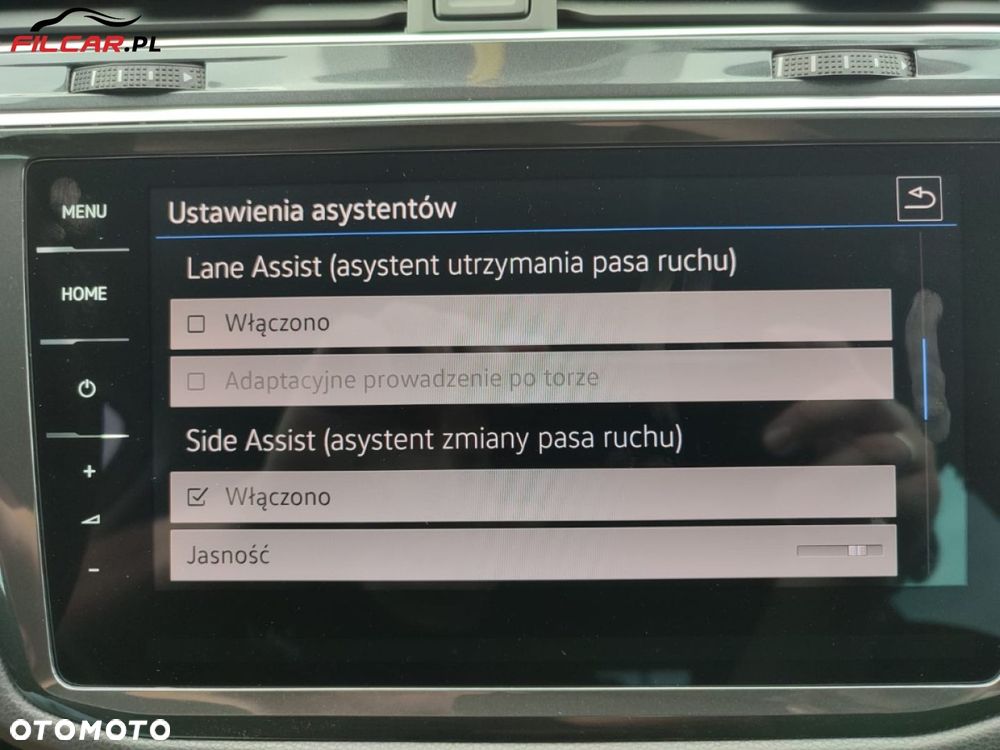 FILCAR.PL
MENU
Ustawienia asystentów
Lane Assist (asystent utrzymania pasa ruchu)
HOME
Włączono
Adaptacyjne prowadzenie po torze
Side Assist (asystent zmiany pasa ruchu)
+
Włączono
Jasność
-
OTOMOTO